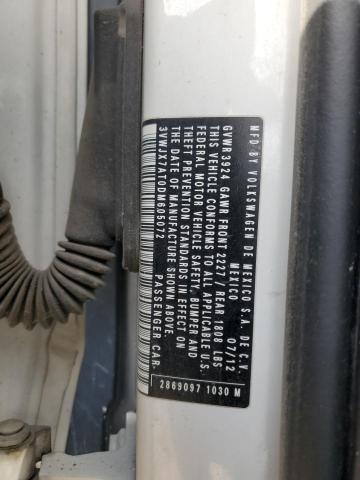 MFD BY VOLKSWAGEN DE MEXICO S.A. DE C.V.
MEXICO 07/12
GVWR 3924 GAWR FRONT 2227// REAR 1808 LBS
THIS VEHICLE CONFORMS TO ALL APPLICABLE U.S.
FEDERAL MOTOR VEHICLE SAFETY, BUMPER AND
THEFT PREVENTION STANDARDS IN EFFECT ON
THE DATE OF MANUFACTURE SHOWN ABOVE.
3VWJX7AT0DM605072 PASSENGER CAR
2869097 1030 M